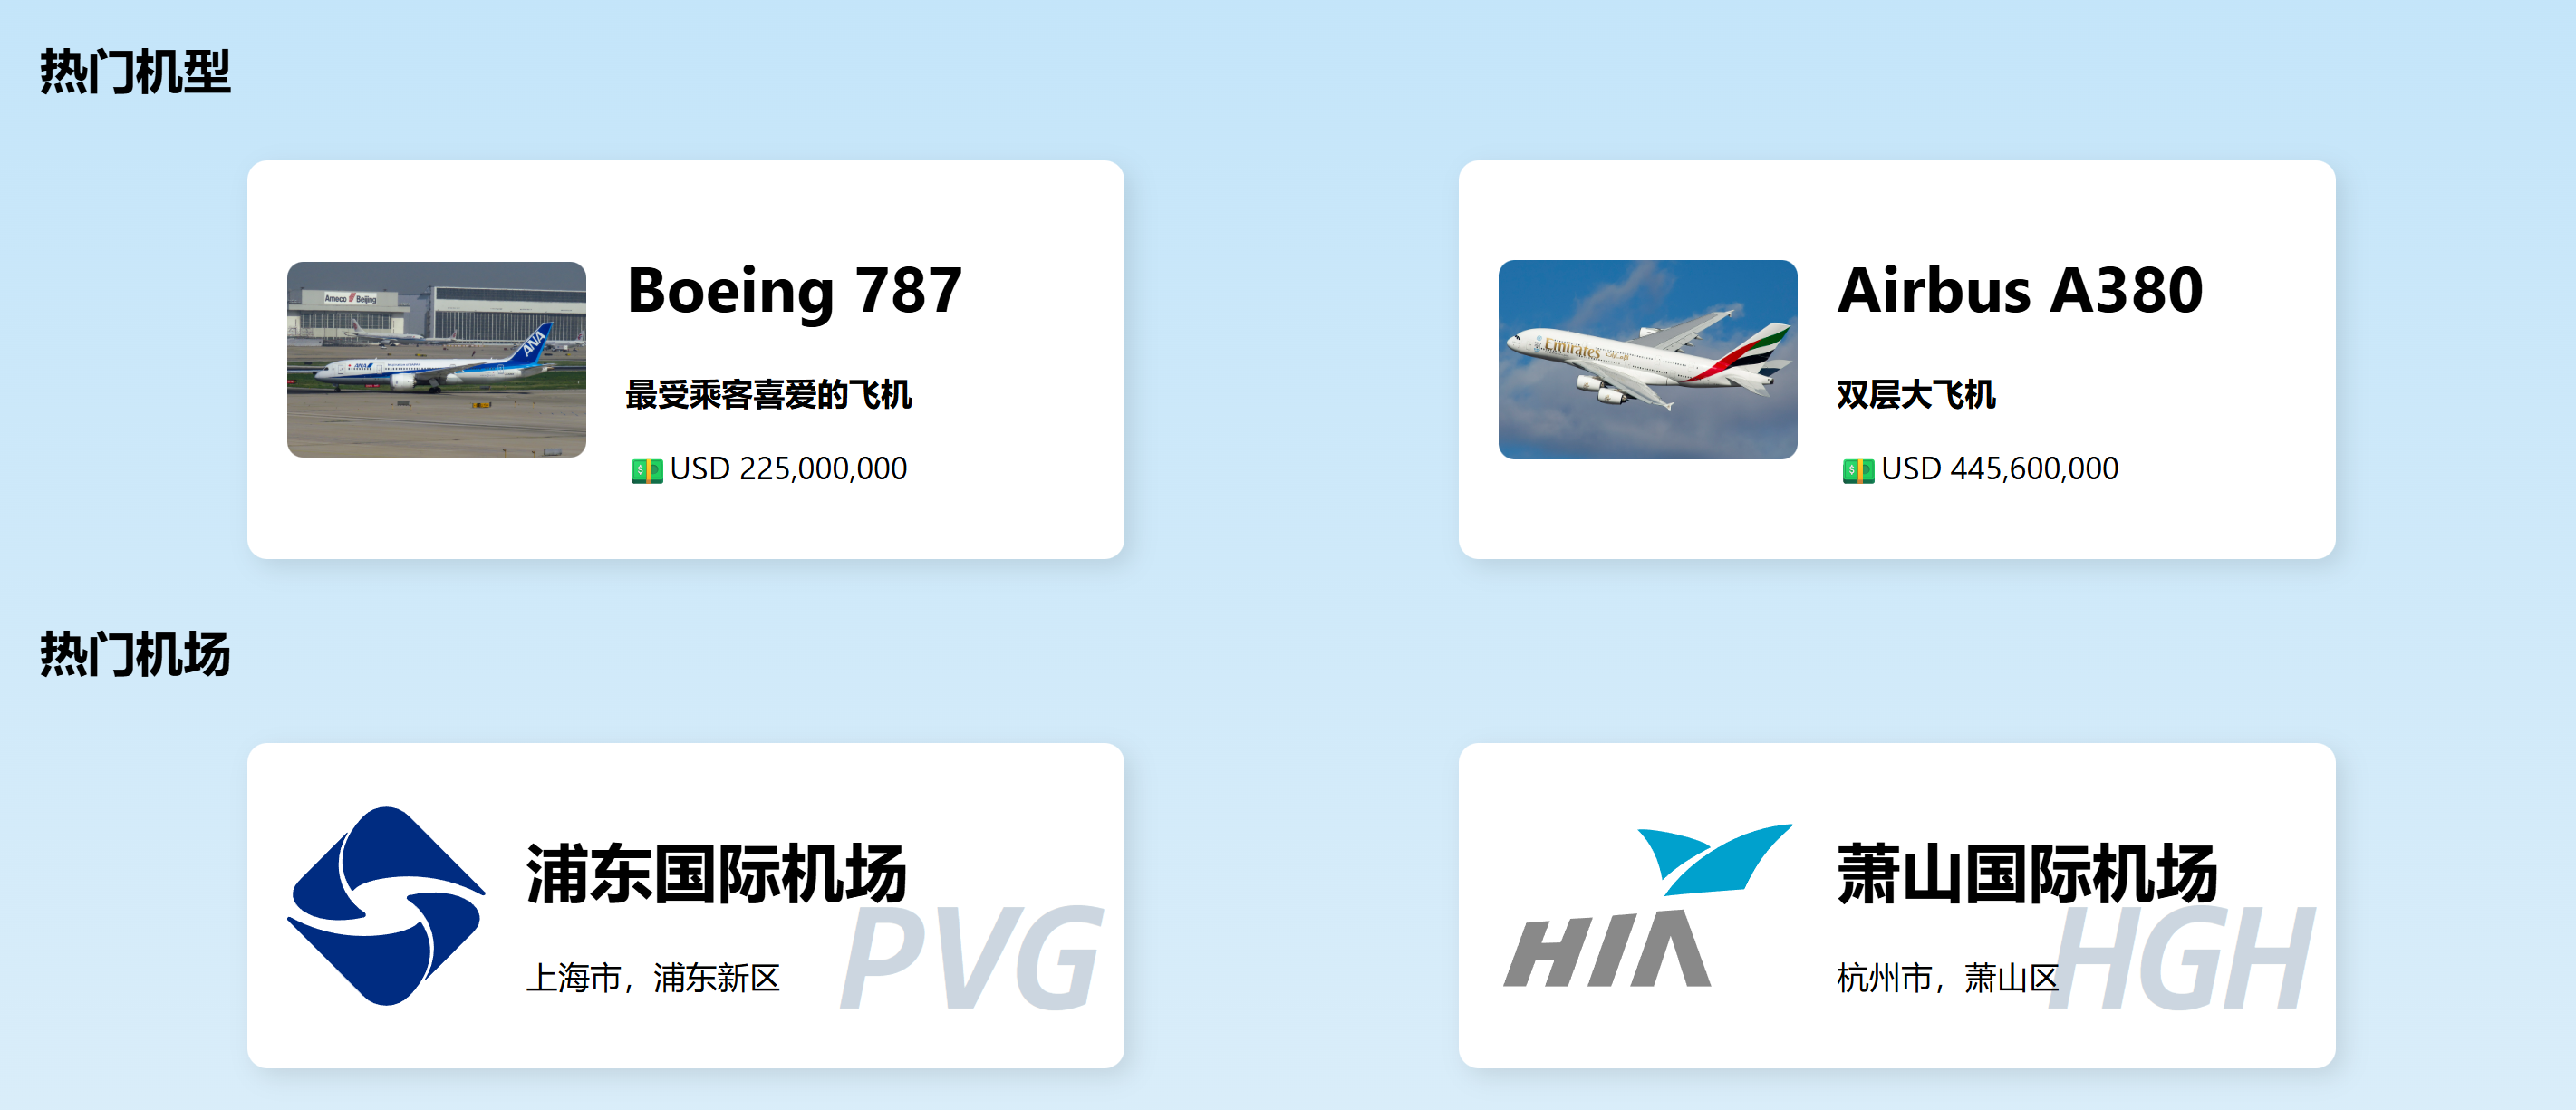 热门机型
Ameco Beijing
ANA
ANA
Boeing 787
最受乘客喜爱的飞机
USD 225,000,000
Emirates
Airbus A380
双层大飞机
USD 445,600,000
热门机场
浦东国际机场
PVG
上海市，浦东新区
HIA
萧山国际机场
HGH
杭州市，萧山区